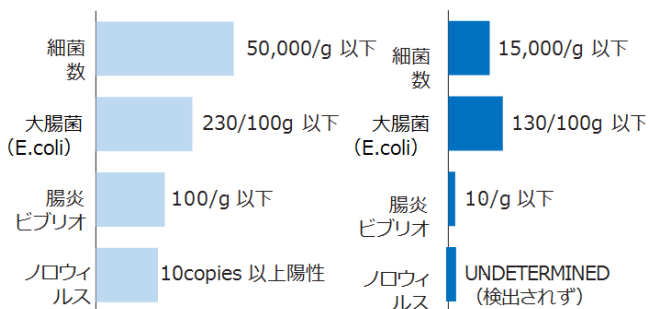 細菌
数
50,000/g 以下
大腸菌
（E.coli）
230/100g 以下
腸炎
ビブリオ
100/g 以下
ノロウィ
ルス
10copies 以上陽性
細菌
数
15,000/g 以下
大腸菌
（E.coli）
130/100g 以下
腸炎
ビブリオ
10/g 以下
ノロウィ
ルス
UNDETERMINED
（検出されず）